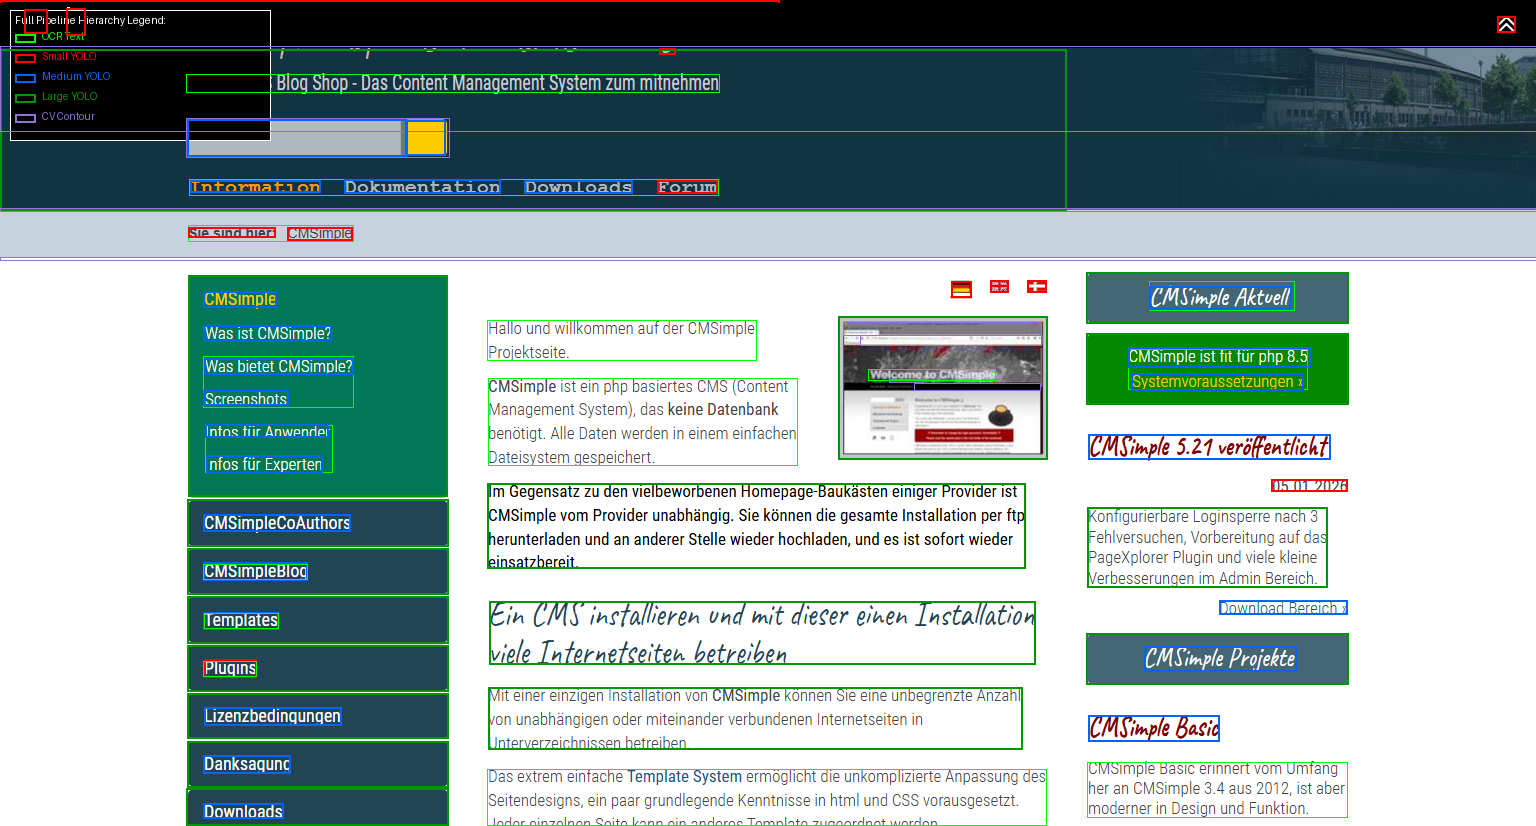 Full Pipeline Hierarchy Legend:
OCR Text
Small YOLO
Medium YOLO
Large YOLO
CV Contour
Blog Shop - Das Content Management System zum mitnehmen
Information Dokumentation Downloads Forum
Sie sind hier: CMSimple
CMSimple
Was ist CMSimple?
Was bietet CMSimple?
Screenshots
Infos für Anwender
Infos für Experten
CMSimpleCoAuthors
CMSimpleBlog
Templates
Plugins
Lizenzbedingungen
Danksagung
Downloads
Hallo und willkommen auf der CMSimple
Projektseite.
CMSimple ist ein php basiertes CMS (Content
Management System), das keine Datenbank
benötigt. Alle Daten werden in einem einfachen
Dateisystem gespeichert.
Welcome to CMSimple
Im Gegensatz zu den vielbeworbenen Homepage-Baukästen einiger Provider ist
CMSimple vom Provider unabhängig. Sie können die gesamte Installation per ftp
herunterladen und an anderer Stelle wieder hochladen, und es ist sofort wieder
einsatzbereit.
Ein CMS installieren und mit dieser einen Installation
viele Internetseiten betreiben
Mit einer einzigen Installation von CMSimple können Sie eine unbegrenzte Anzahl
von unabhängigen oder miteinander verbundenen Internetseiten in
Unterverzeichnissen betreiben.
Das extrem einfache Template System ermöglicht die unkomplizierte Anpassung des
Seitendesigns, ein paar grundlegende Kenntnisse in html und CSS vorausgesetzt.
Jeder einzelnen Seite kann ein anderes Template zugeordnet werden.
CMSimple Aktuell
CMSimple ist fit für php 8.5
Systemvoraussetzungen »
CMSimple 5.21 veröffentlicht
05.01.2026
Konfigurierbare Loginsperre nach 3
Fehlversuchen, Vorbereitung auf das
PageXplorer Plugin und viele kleine
Verbesserungen im Admin Bereich.
Download Bereich »
CMSimple Projekte
CMSimple Basic
CMSimple Basic erinnert vom Umfang
her an CMSimple 3.4 aus 2012, ist aber
moderner in Design und Funktion.